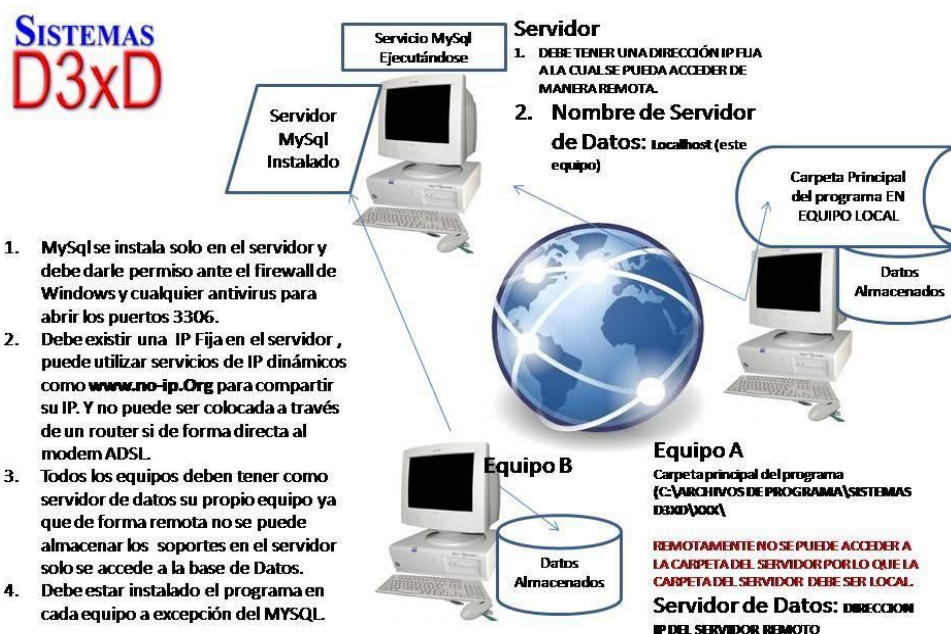 SISTEMAS
D3xD
Servicio MySql
Ejecutándose
Servidor
MySql
Instalado
Servidor
1. DEBE TENER UNA DIRECCIÓN IP FIJA
A LA CUAL SE PUEDA ACCEDER DE
MANERA REMOTA.
2. Nombre de Servidor
de Datos: Localhost (este
equipo)
Carpeta Principal
del programa EN
EQUIPO LOCAL
Datos
Almacenados
1. MySql se instala solo en el servidor y
debe darle permiso ante el firewall de
Windows y cualquier antivirus para
abrir los puertos 3306.
2. Debe existir una IP Fija en el servidor ,
puede utilizar servicios de IP dinámicos
como www.no-ip.Org para compartir
su IP. Y no puede ser colocada a través
de un router si de forma directa al
modem ADSL.
3. Todos los equipos deben tener como
servidor de datos su propio equipo ya
que de forma remota no se puede
almacenar los soportes en el servidor
solo se accede a la base de Datos.
4. Debe estar instalado el programa en
cada equipo a excepción del MYSQL.
Equipo B
Datos
Almacenados
Equipo A
Carpeta principal del programa
(C:\ARCHIVOS DE PROGRAMA\SISTEMAS
D3XD\XXX\
REMOTAMENTE NO SE PUEDE ACCEDER A
LA CARPETA DEL SERVIDOR POR LO QUE LA
CARPETA DEL SERVIDOR DEBE SER LOCAL.
Servidor de Datos: DIRECCION
IP DEL SERVIDOR REMOTO